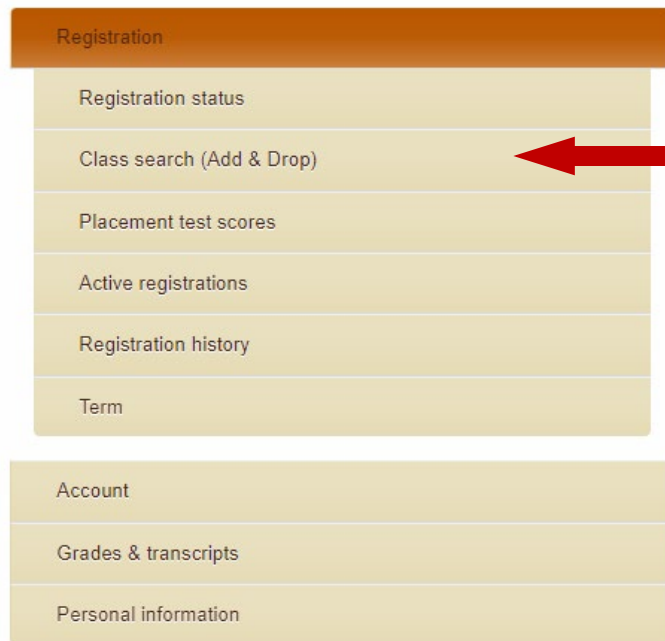 Registration
Registration status
Class search (Add & Drop)
Placement test scores
Active registrations
Registration history
Term
Account
Grades & transcripts
Personal information